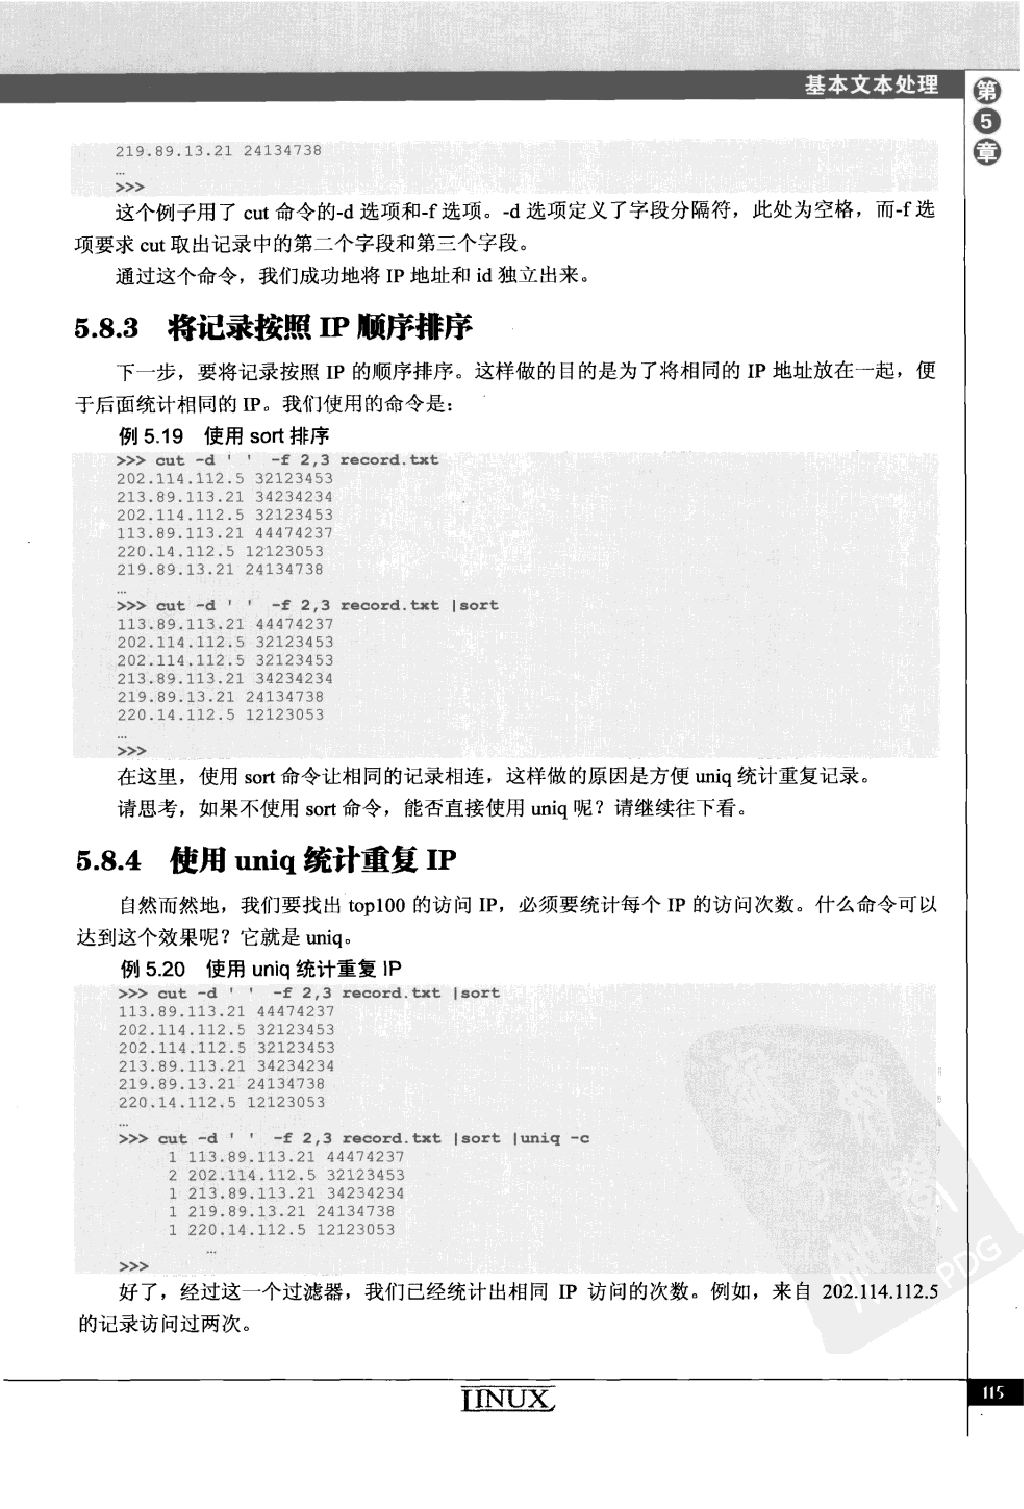 基本文本处理
第
5
章
219.89.13.21 24134738
…
>>>
这个例子用了 cut 命令的-d 选项和-f 选项。-d 选项定义了字段分隔符，此处为空格，而-f 选
项要求 cut 取出记录中的第二个字段和第三个字段。
通过这个命令，我们成功地将 IP 地址和 id 独立出来。
5.8.3 将记录按照 IP 顺序排序
下一步，要将记录按照 IP 的顺序排序。这样做的目的是为了将相同的 IP 地址放在一起，便
于后面统计相同的 IP。我们使用的命令是：
例 5.19 使用 sort 排序
>>> cut -d ' ' -f 2,3 record.txt
202.114.112.5 32123453
213.89.113.21 34234234
202.114.112.5 32123453
113.89.113.21 44474237
220.14.112.5 12123053
219.89.13.21 24134738
…
>>> cut -d ' ' -f 2,3 record.txt |sort
113.89.113.21 44474237
202.114.112.5 32123453
202.114.112.5 32123453
213.89.113.21 34234234
219.89.13.21 24134738
220.14.112.5 12123053
…
>>>
在这里，使用 sort 命令让相同的记录相连，这样做的原因是方便 uniq 统计重复记录。
请思考，如果不使用 sort 命令，能否直接使用 uniq 呢？请继续往下看。
5.8.4 使用 uniq 统计重复 IP
自然而然地，我们要找出 top100 的访问 IP，必须要统计每个 IP 的访问次数。什么命令可以
达到这个效果呢？它就是 uniq。
例 5.20 使用 uniq 统计重复 IP
>>> cut -d ' ' -f 2,3 record.txt |sort
113.89.113.21 44474237
202.114.112.5 32123453
202.114.112.5 32123453
213.89.113.21 34234234
219.89.13.21 24134738
220.14.112.5 12123053
…
>>> cut -d ' ' -f 2,3 record.txt |sort |uniq -c
1 113.89.113.21 44474237
2 202.114.112.5 32123453
1 213.89.113.21 34234234
1 219.89.13.21 24134738
1 220.14.112.5 12123053
…
>>>
好了，经过这一个过滤器，我们已经统计出相同 IP 访问的次数。例如，来自 202.114.112.5
的记录访问过两次。
PDG
LINUX
115